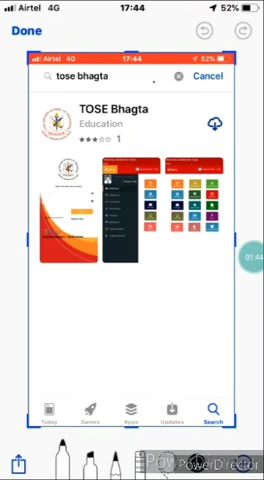 Airtel 4G 17:44 52%
Done
Airtel 4G 17:44 52%
tose bhagta Cancel
TOSE Bhagta
Education
1
01:44
Today Games Apps Updates Search
PowerDirector